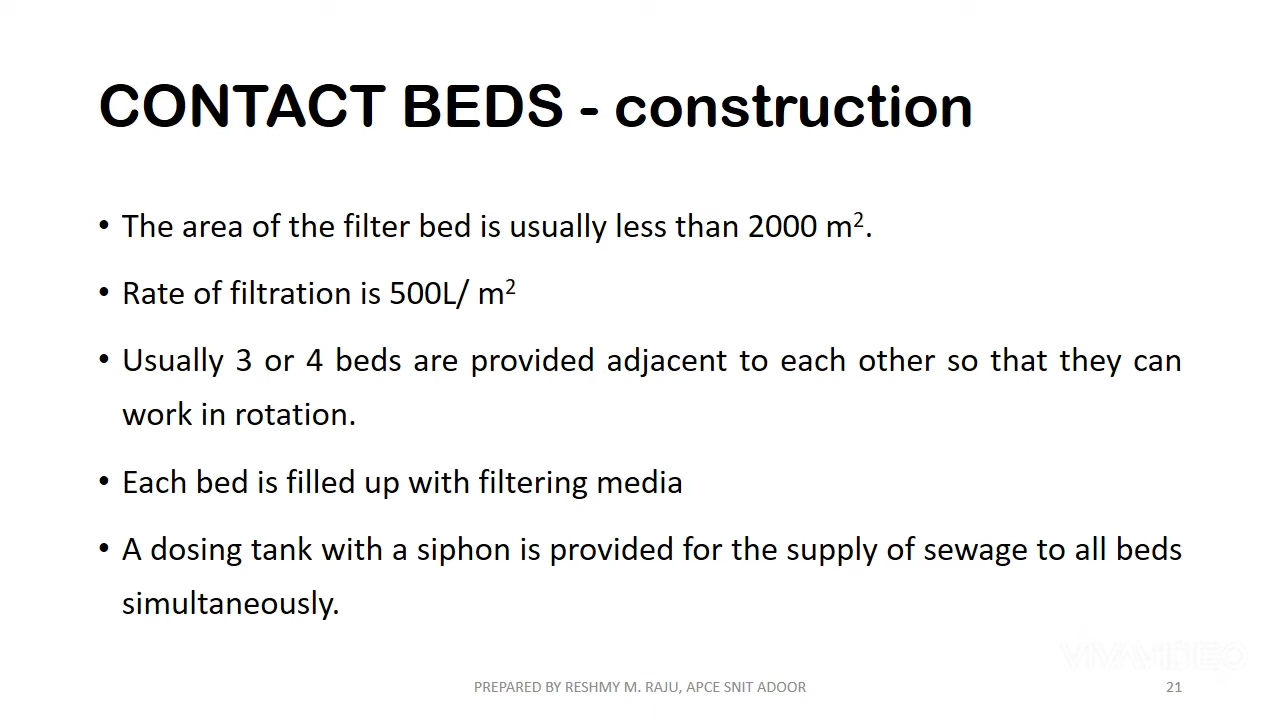 CONTACT BEDS - construction
• The area of the filter bed is usually less than 2000 m².
• Rate of filtration is 500L/ m²
• Usually 3 or 4 beds are provided adjacent to each other so that they can
work in rotation.
• Each bed is filled up with filtering media
• A dosing tank with a siphon is provided for the supply of sewage to all beds
simultaneously.
VIVAVIDEO
PREPARED BY RESHMY M. RAJU, APCE SNIT ADOOR
21